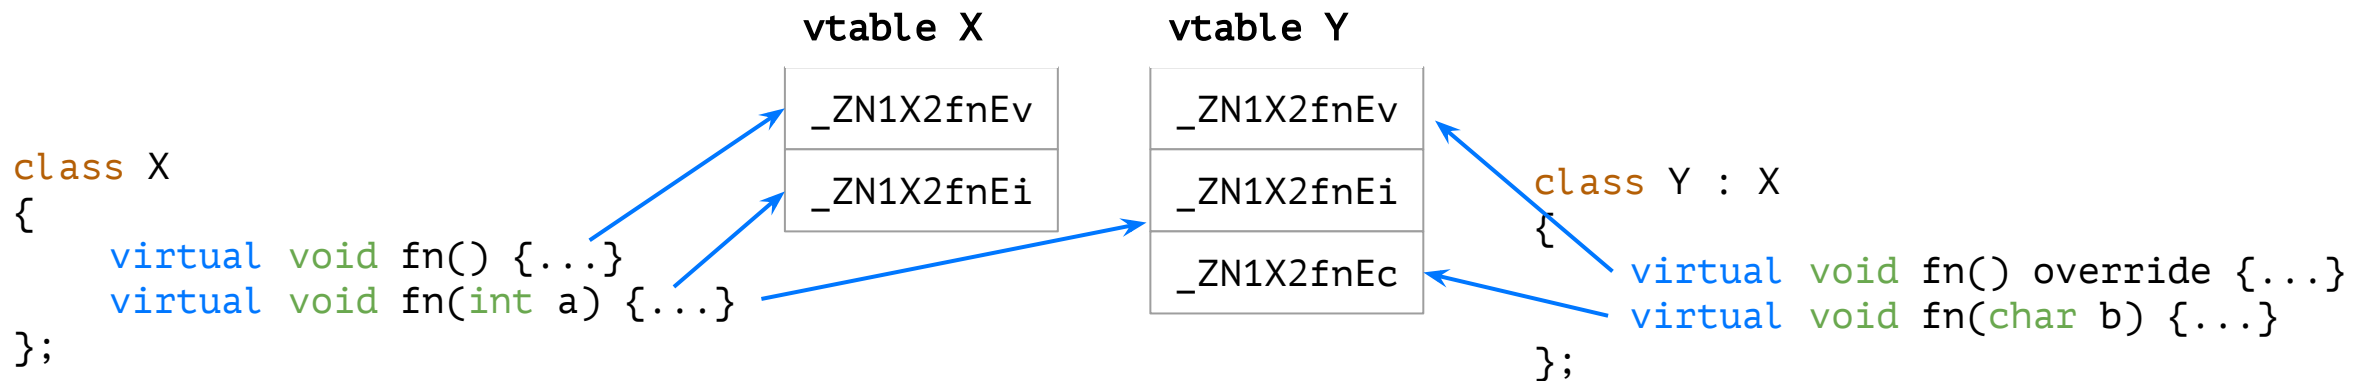 vtable X
vtable Y
_ZN1X2fnEv
_ZN1X2fnEi
_ZN1X2fnEv
_ZN1X2fnEi
_ZN1X2fnEc
class X
{
    virtual void fn() {...}
    virtual void fn(int a) {...}
};
class Y : X
{
    virtual void fn() override {...}
    virtual void fn(char b) {...}
};